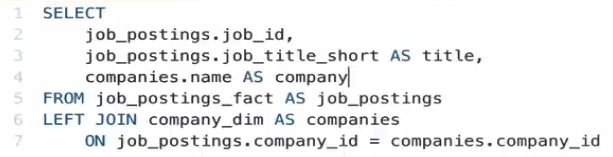 1 SELECT
2     job_postings.job_id,
3     job_postings.job_title_short AS title,
4     companies.name AS company
5 FROM job_postings_fact AS job_postings
6 LEFT JOIN company_dim AS companies
7     ON job_postings.company_id = companies.company_id